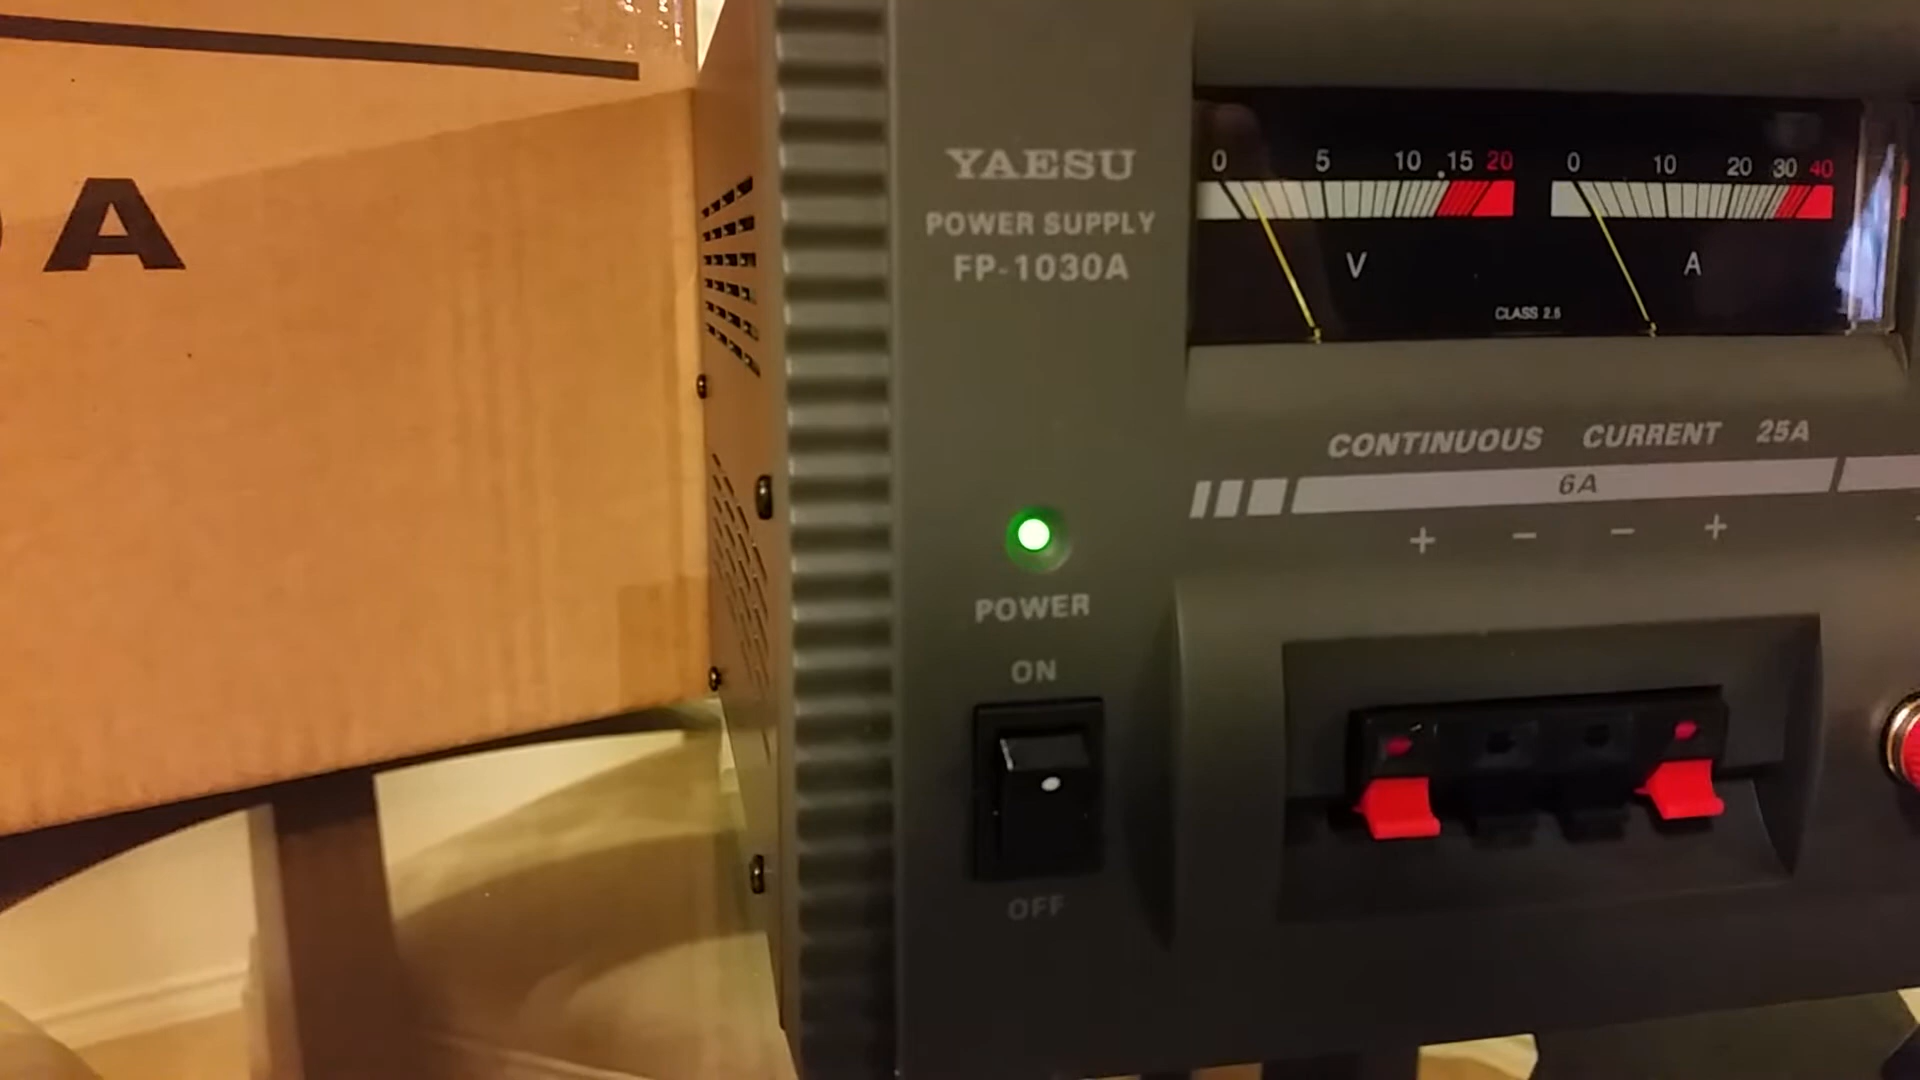 A
YAESU
POWER SUPPLY
FP-1030A
0 5 10 15 20
V
0 10 20 30 40
A
CLASS 2.5
CONTINUOUS CURRENT 25A
6A
+ - - +
POWER
ON
OFF